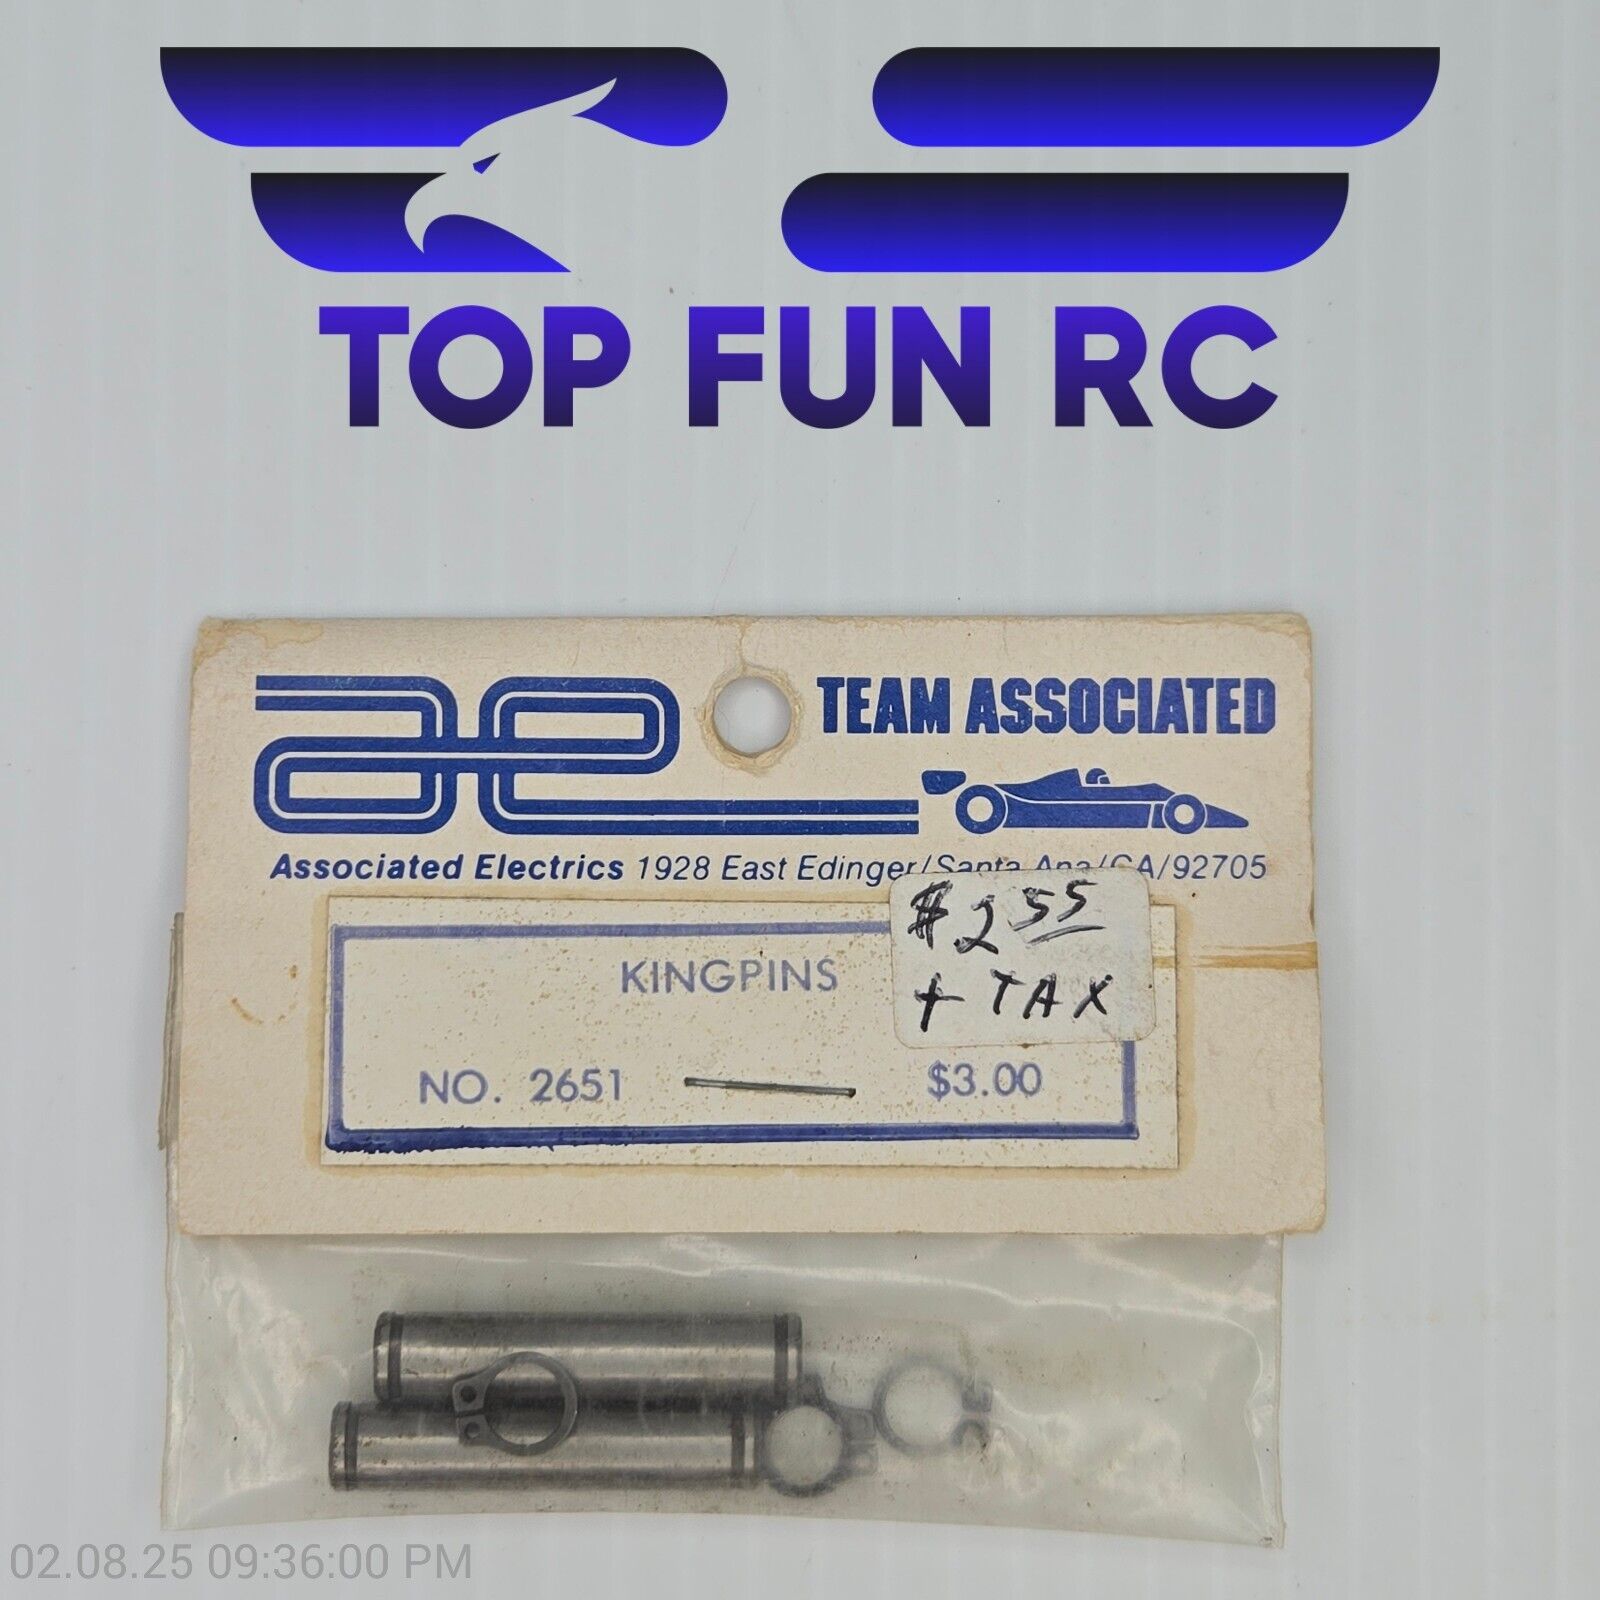 TOP FUN RC
ae TEAM ASSOCIATED
Associated Electrics 1928 East Edinger/Santa Ana/CA/92705
$2 55
+ TAX
KINGPINS
NO. 2651 $3.00
02.08.25 09:36:00 PM